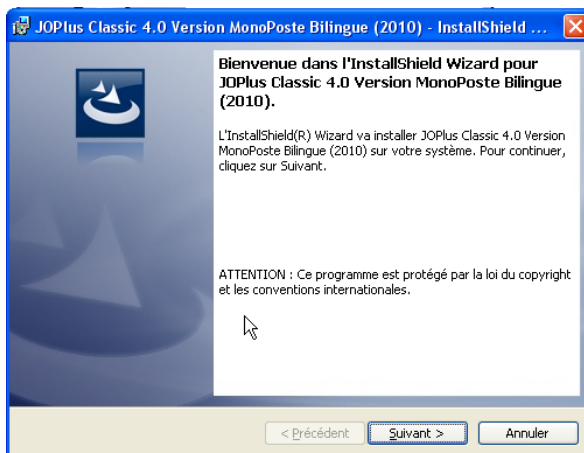 JOPlus Classic 4.0 Version MonoPoste Bilingue (2010) - InstallShield ...
Bienvenue dans l'InstallShield Wizard pour
JOPlus Classic 4.0 Version MonoPoste Bilingue
(2010).
L'InstallShield(R) Wizard va installer JOPlus Classic 4.0 Version
MonoPoste Bilingue (2010) sur votre système. Pour continuer,
cliquez sur Suivant.
ATTENTION : Ce programme est protégé par la loi du copyright
et les conventions internationales.
< Précédent
Suivant >
Annuler